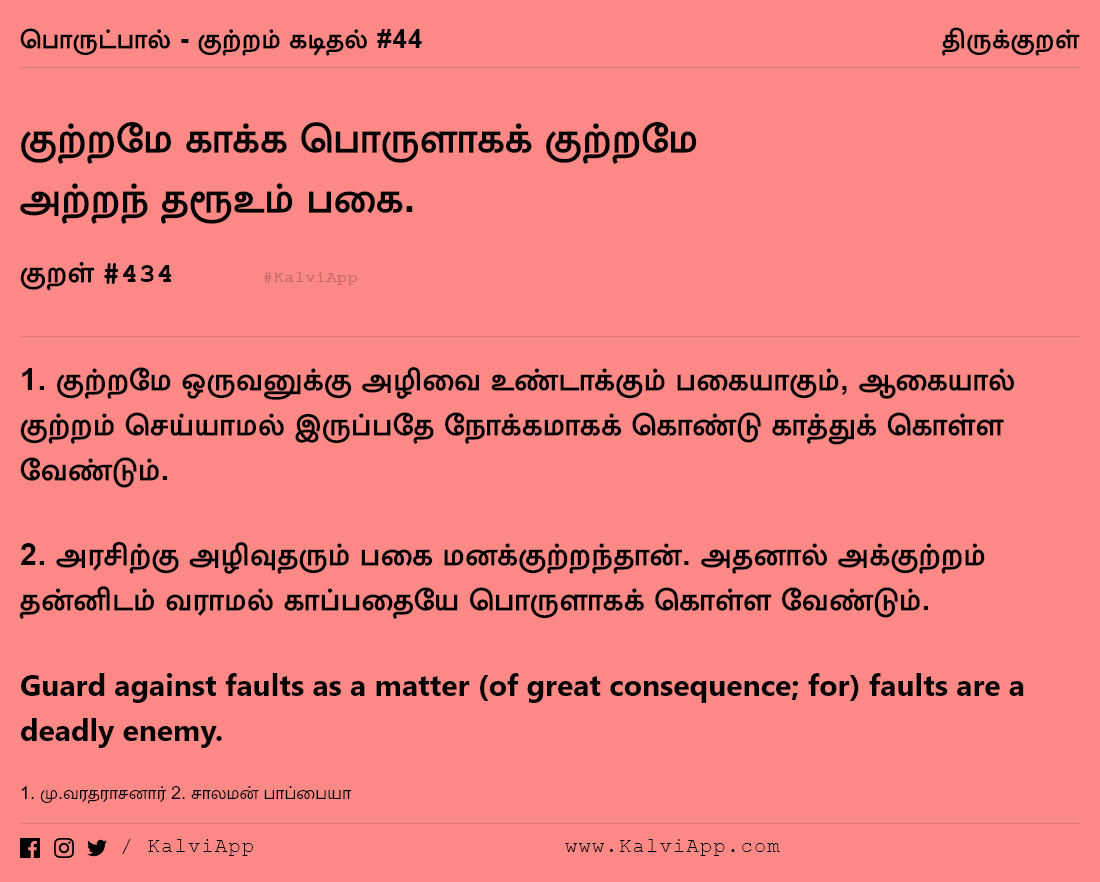 பொருட்பால் - குற்றம் கடிதல் #44
திருக்குறள்
குற்றமே காக்க பொருளாகக் குற்றமே
அற்றந் தரூஉம் பகை.
குறள் #434
#KalviApp
1. குற்றமே ஒருவனுக்கு அழிவை உண்டாக்கும் பகையாகும், ஆகையால்
குற்றம் செய்யாமல் இருப்பதே நோக்கமாகக் கொண்டு காத்துக் கொள்ள
வேண்டும்.
2. அரசிற்கு அழிவுதரும் பகை மனக்குற்றந்தான். அதனால் அக்குற்றம்
தன்னிடம் வராமல் காப்பதையே பொருளாகக் கொள்ள வேண்டும்.
Guard against faults as a matter (of great consequence; for) faults are a
deadly enemy.
1. மு.வரதராசனார் 2. சாலமன் பாப்பையா
/ KalviApp
www.KalviApp.com